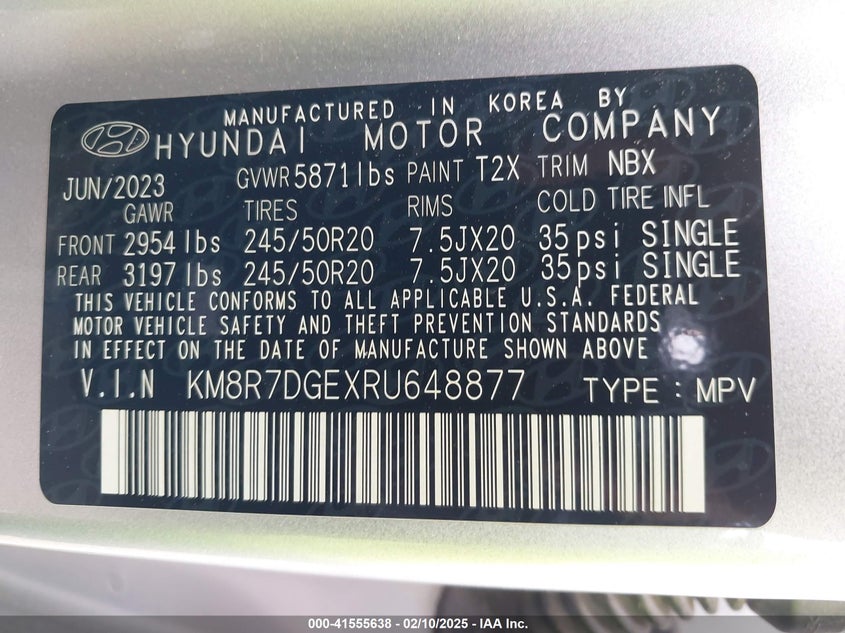 MANUFACTURED IN KOREA BY
HYUNDAI MOTOR COMPANY
JUN/2023 GVWR 5871lbs PAINT T2X TRIM NBX
GAWR TIRES RIMS COLD TIRE INFL
FRONT 2954 lbs 245/50R20 7.5JX20 35psi SINGLE
REAR 3197 lbs 245/50R20 7.5JX20 35psi SINGLE
THIS VEHICLE CONFORMS TO ALL APPLICABLE U.S.A. FEDERAL
MOTOR VEHICLE SAFETY AND THEFT PREVENTION STANDARDS
IN EFFECT ON THE DATE OF MANUFACTURE SHOWN ABOVE
V.I.N KM8R7DGEXRU648877 TYPE : MPV
000-41555638 - 02/10/2025 - IAA Inc.